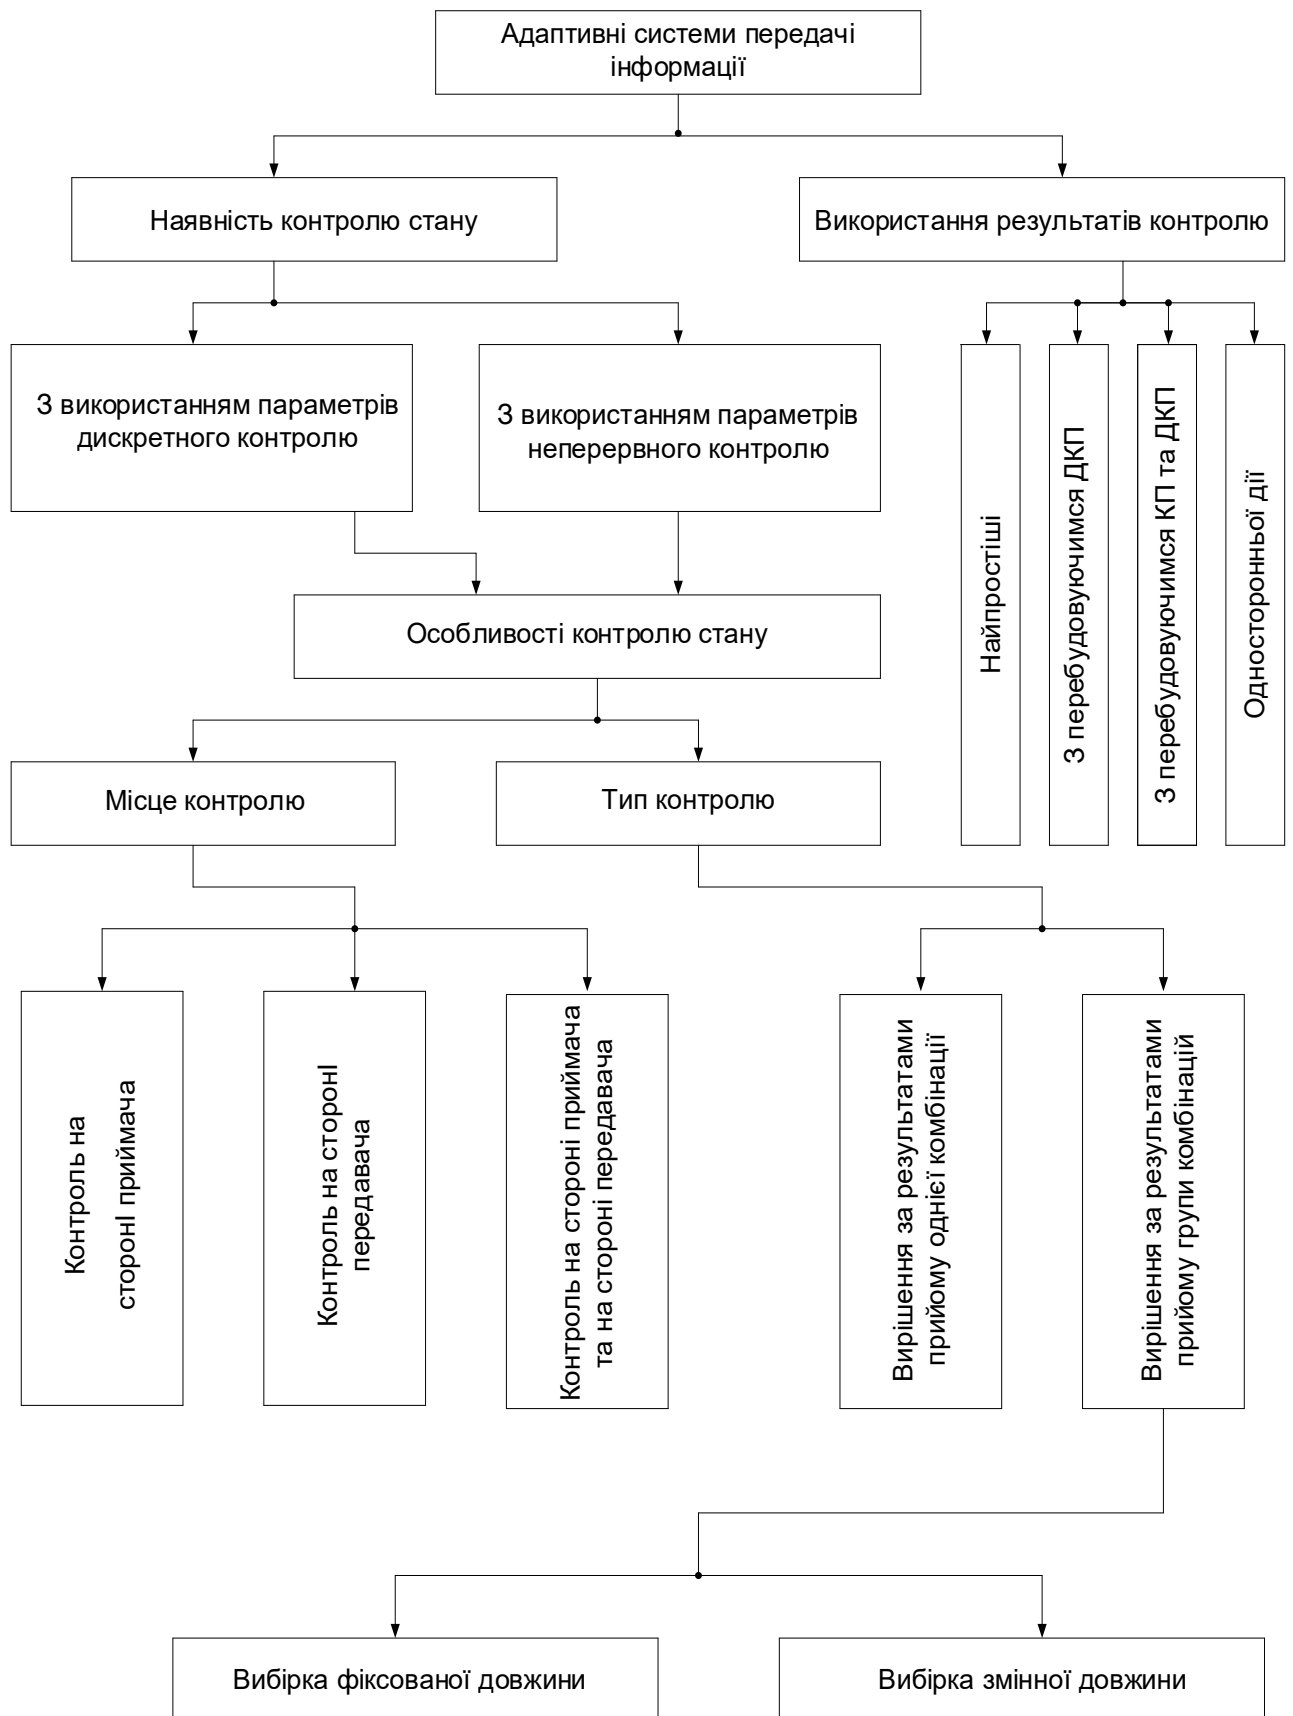 Адаптивні системи передачі
інформації
Наявність контролю стану
Використання результатів контролю
З використанням параметрів
дискретного контролю
З використанням параметрів
неперервного контролю
Найпростіші
З перебудовуючимся ДКП
З перебудовуючимся КП та ДКП
Односторонньої дії
Особливості контролю стану
Місце контролю
Тип контролю
Контроль на
сторонІ приймача
Контроль на сторонІ
передавача
Контроль на стороні приймача
та на стороні передавача
Вирішення за результатами
прийому однієї комбінації
Вирішення за результатами
прийому групи комбінацій
Вибірка фіксованої довжини
Вибірка змінної довжини